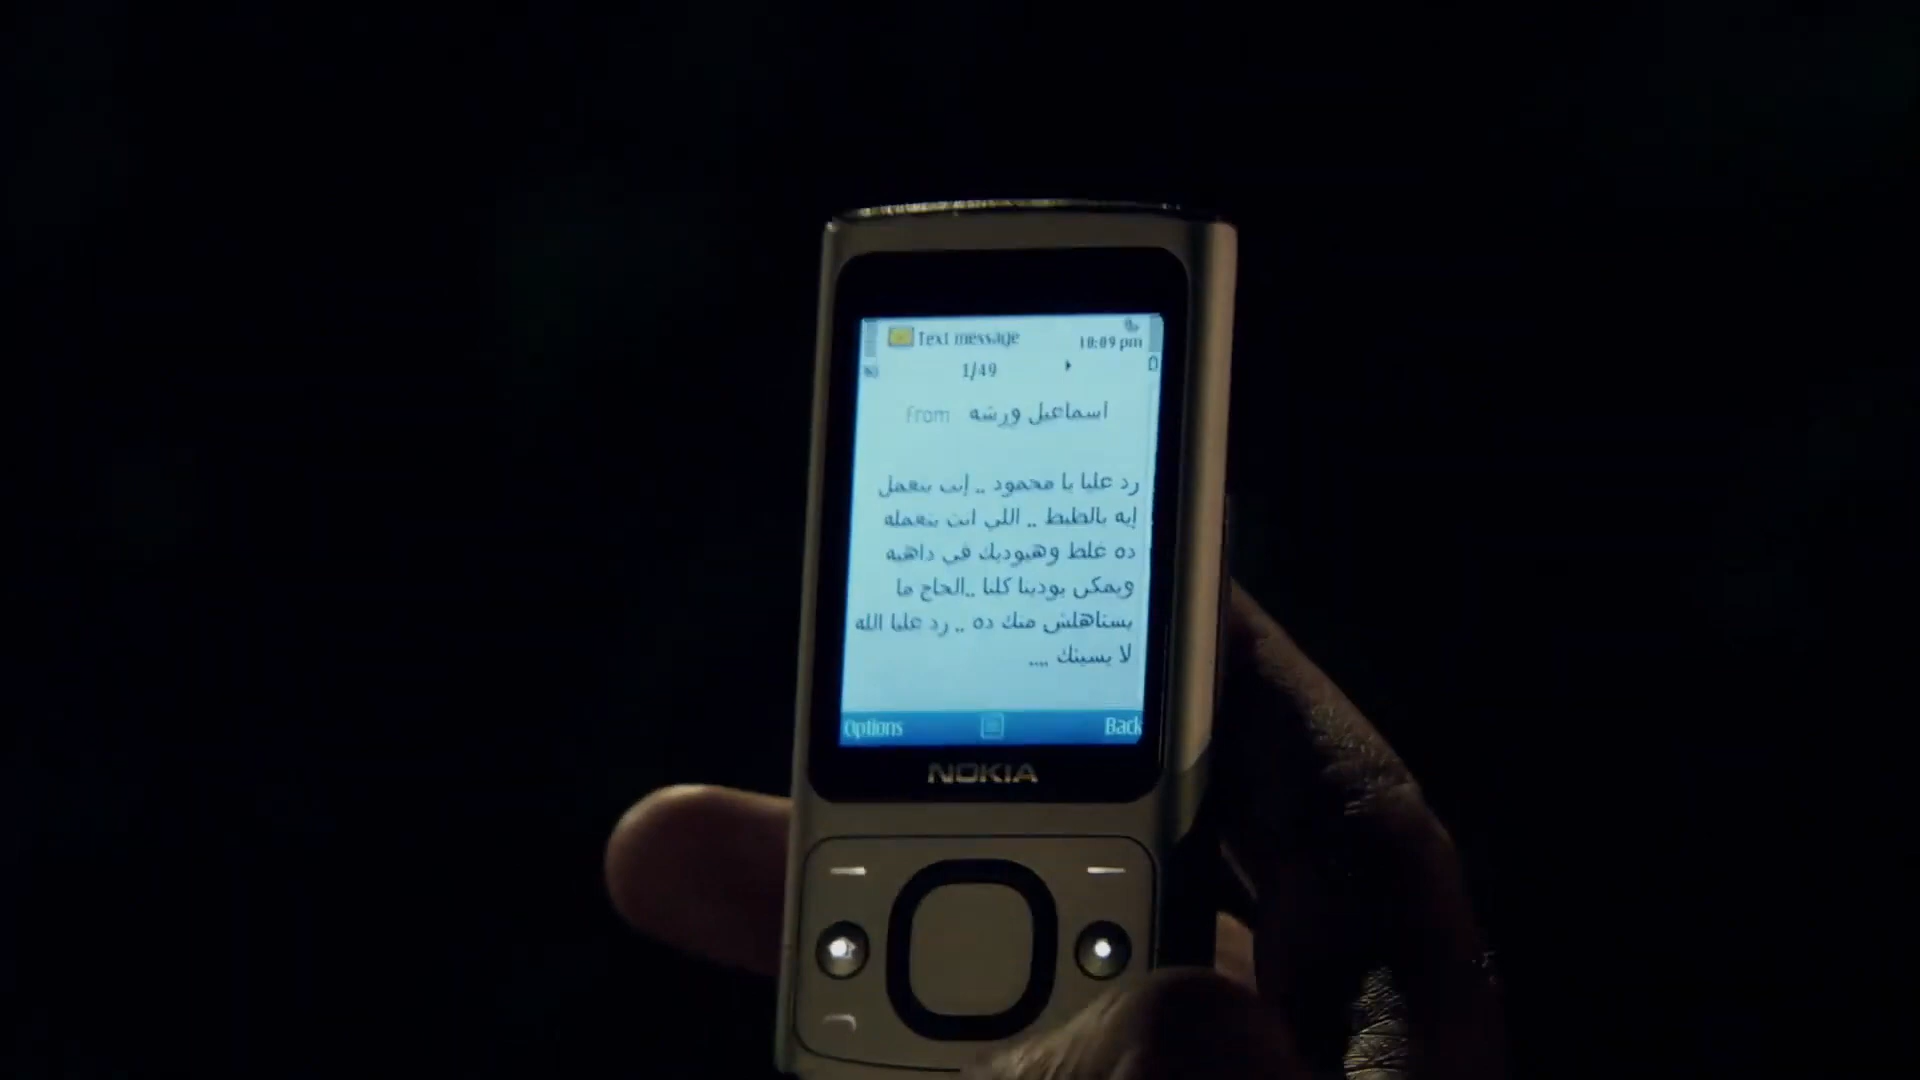 Text message
10:09 pm
1/49
from اسماعيل ورشه
رد عليا يا محمود .. إنت بتعمل
إيه بالظبط .. اللي انت بتعمله
ده غلط وهيوديك في داهيه
ويمكن يودينا كلنا ..الحاج ما
يستاهلش منك ده .. رد عليا الله
لا يسيئك ....
Options
Back
NOKIA